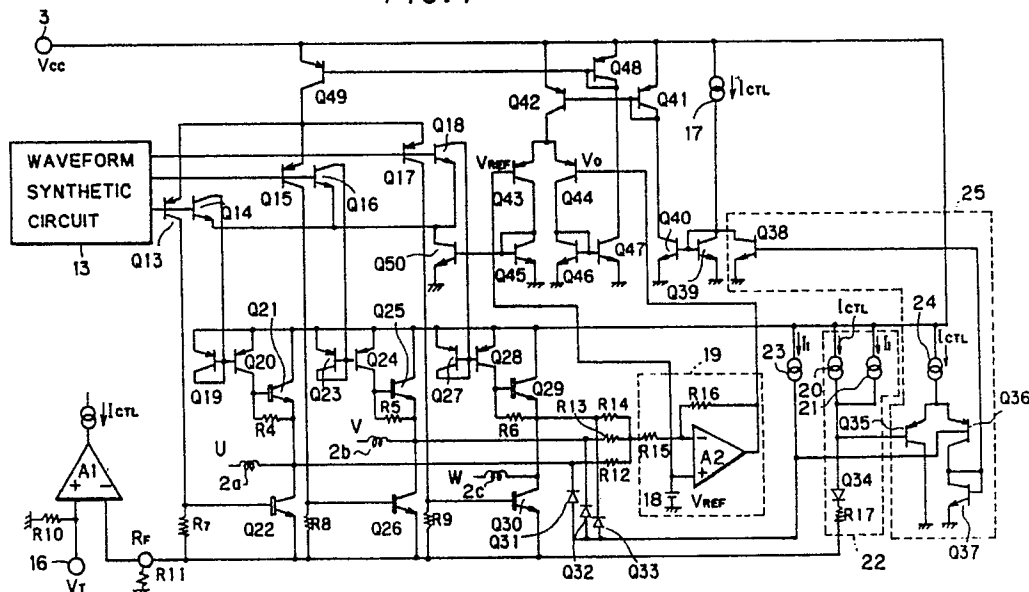 3
Vcc
Q49
Q42
Q48
Q41
ICTL
17
WAVEFORM
SYNTHETIC
CIRCUIT
13
Q13
Q14
Q15
Q16
Q17
Q18
VREF
Q43
Vo
Q44
Q40
Q38
25
Q50
Q45
Q46
Q47
Q39
Q21
Q25
Q20
Q24
Q28
Q29
Q19
Q23
Q27
R4
R5
R6
R14
R13
R12
R15
R16
19
23
I1
ICTL
20
21
24
ICTL
Q35
Q36
ICTL
A1
+
−
U
2a
V
2b
W
2c
A2
−
+
18
VREF
Q34
R17
22
Q37
R10
16
VT
RF
R11
R7
Q22
R8
Q26
R9
Q30
Q31
Q32
Q33